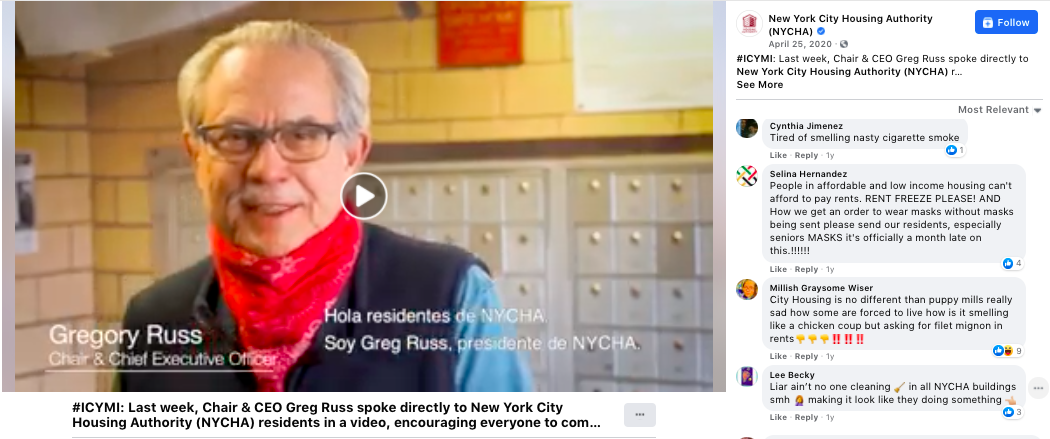 Gregory Russ
Chair & Chief Executive Officer
Hola residentes de NYCHA.
Soy Greg Russ, presidente de NYCHA.
#ICYMI: Last week, Chair & CEO Greg Russ spoke directly to New York City
Housing Authority (NYCHA) residents in a video, encouraging everyone to com...
New York City Housing Authority
(NYCHA)
Follow
April 25, 2020 ·
#ICYMI: Last week, Chair & CEO Greg Russ spoke directly to
New York City Housing Authority (NYCHA) r...
See More
Most Relevant
Cynthia Jimenez
Tired of smelling nasty cigarette smoke
1
Like · Reply · 1y
Selina Hernandez
People in affordable and low income housing can't
afford to pay rents. RENT FREEZE PLEASE! AND
How we get an order to wear masks without masks
being sent please send our residents, especially
seniors MASKS it's officially a month late on
this.!!!!!!
4
Like · Reply · 1y
Millish Graysome Wiser
City Housing is no different than puppy mills really
sad how some are forced to live how is it smelling
like a chicken coup but asking for filet mignon in
rents👎👎👎‼️‼️‼️
9
Like · Reply · 1y
Lee Becky
Liar ain't no one cleaning 🧹 in all NYCHA buildings
smh 🤦 making it look like they doing something 👈🏻
3
Like · Reply · 1y